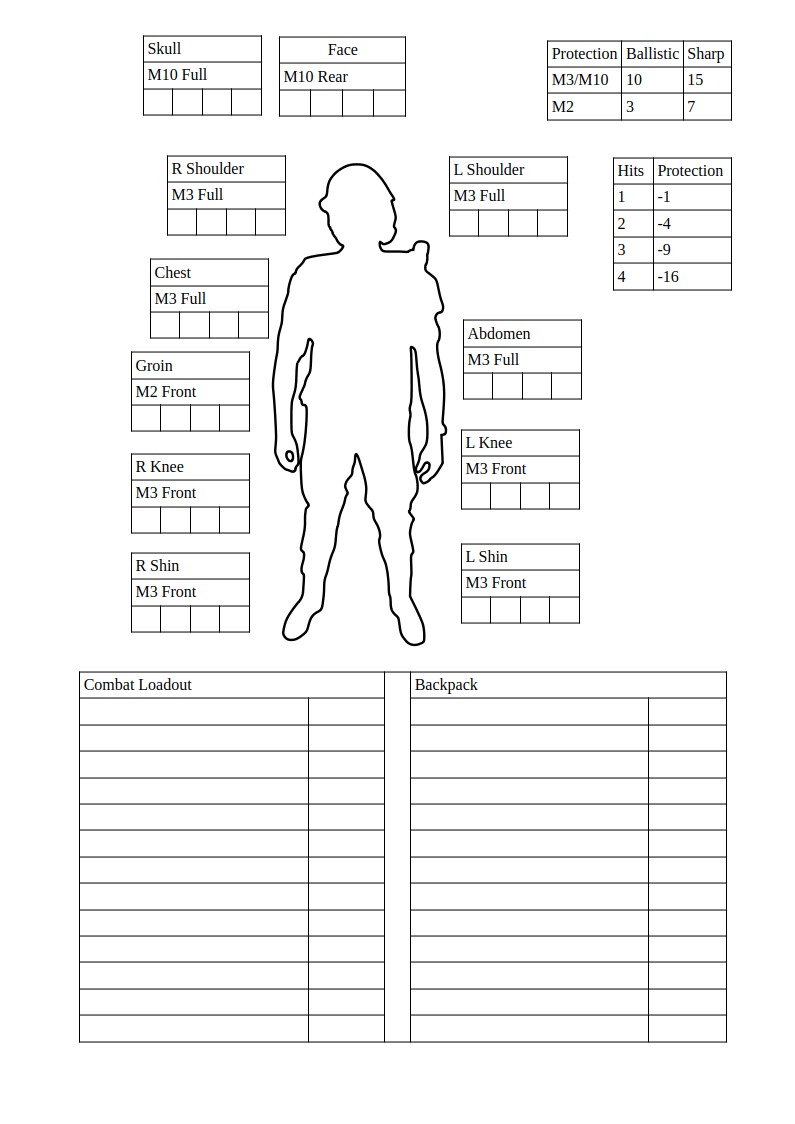 Skull
M10 Full
Face
M10 Rear
Protection Ballistic Sharp
M3/M10 10 15
M2 3 7
R Shoulder
M3 Full
L Shoulder
M3 Full
Hits Protection
1 -1
2 -4
3 -9
4 -16
Chest
M3 Full
Abdomen
M3 Full
Groin
M2 Front
L Knee
M3 Front
R Knee
M3 Front
L Shin
M3 Front
R Shin
M3 Front
Combat Loadout
Backpack